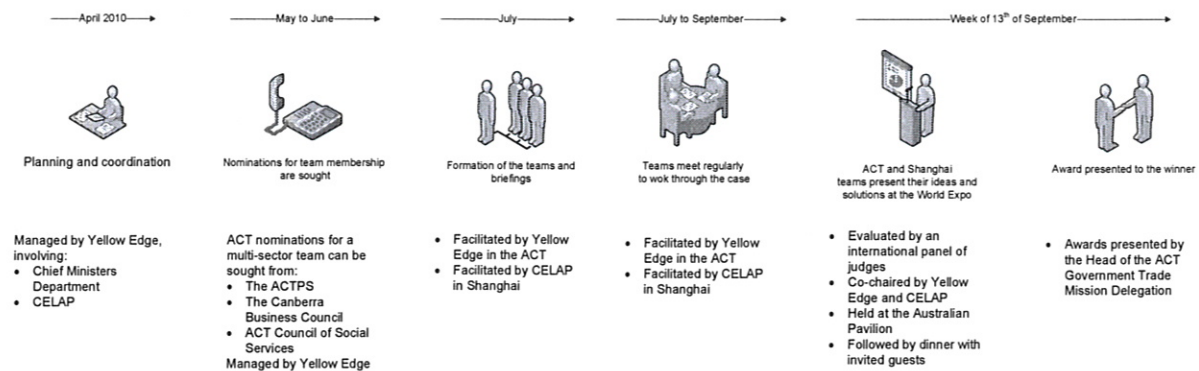 April 2010
May to June
July
July to September
Week of 13th of September
Planning and coordination
Nominations for team membership
are sought
Formation of the teams and
briefings
Teams meet regularly
to wok through the case
ACT and Shanghai
teams present their ideas and
solutions at the World Expo
Award presented to the winner
Managed by Yellow Edge,
involving:
• Chief Ministers
Department
• CELAP
ACT nominations for a
multi-sector team can be
sought from:
• The ACTPS
• The Canberra
Business Council
• ACT Council of Social
Services
Managed by Yellow Edge
• Facilitated by Yellow
Edge in the ACT
• Facilitated by CELAP
in Shanghai
• Facilitated by Yellow
Edge in the ACT
• Facilitated by CELAP
in Shanghai
• Evaluated by an
international panel of
judges
• Co-chaired by Yellow
Edge and CELAP
• Held at the Australian
Pavilion
• Followed by dinner with
invited guests
• Awards presented by
the Head of the ACT
Government Trade
Mission Delegation